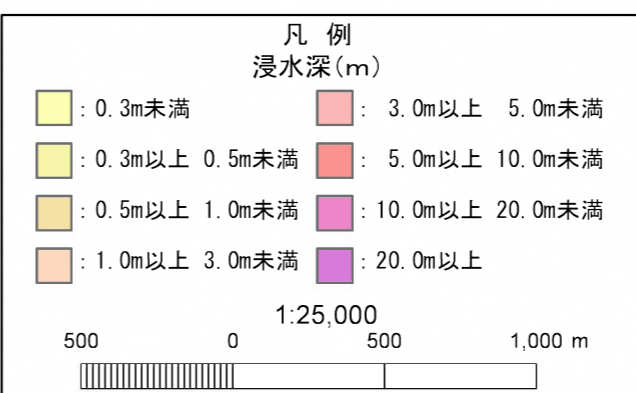 凡 例
浸水深(m)
: 0.3m未満
: 3.0m以上 5.0m未満
: 0.3m以上 0.5m未満
: 5.0m以上 10.0m未満
: 0.5m以上 1.0m未満
: 10.0m以上 20.0m未満
: 1.0m以上 3.0m未満
: 20.0m以上
1:25,000
500 0 500 1,000 m